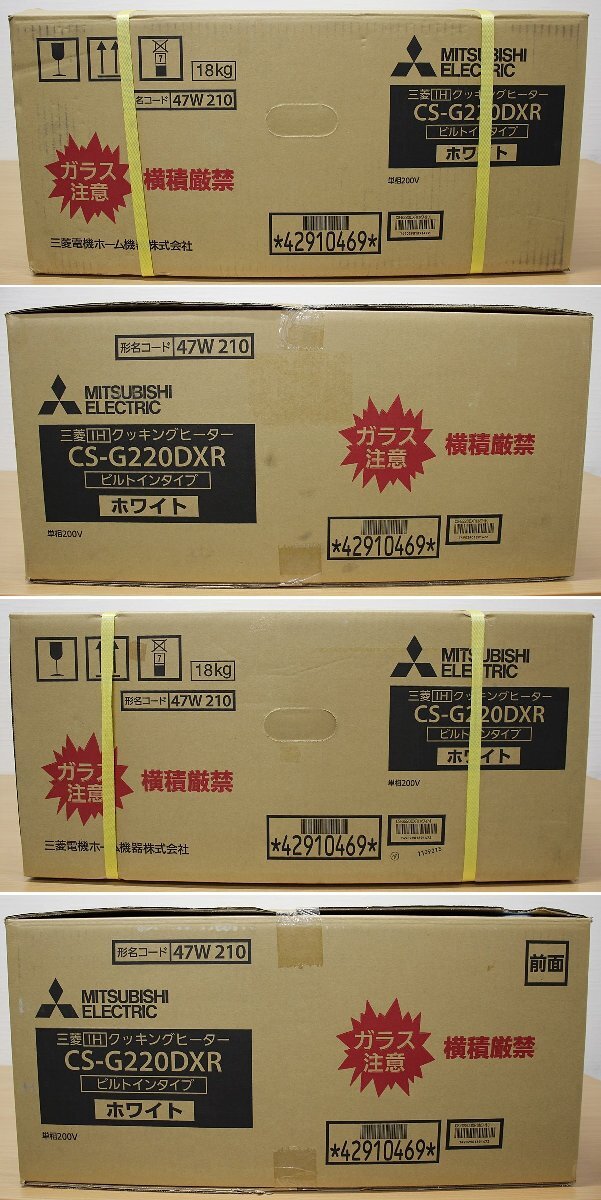 7
18kg
形名コード 47W 210
MITSUBISHI
ELECTRIC
三菱 IH クッキングヒーター
CS-G220DXR
ビルトインタイプ
ホワイト
単相200V
ガラス
注意
横積厳禁
三菱電機ホーム機器株式会社
*42910469*
形名コード 47W 210
MITSUBISHI
ELECTRIC
三菱 IH クッキングヒーター
CS-G220DXR
ビルトインタイプ
ホワイト
単相200V
ガラス
注意
横積厳禁
*42910469*
7
18kg
形名コード 47W 210
MITSUBISHI
ELECTRIC
三菱 IH クッキングヒーター
CS-G220DXR
ビルトインタイプ
ホワイト
単相200V
ガラス
注意
横積厳禁
三菱電機ホーム機器株式会社
*42910469*
形名コード 47W 210
前面
MITSUBISHI
ELECTRIC
三菱 IH クッキングヒーター
CS-G220DXR
ビルトインタイプ
ホワイト
単相200V
ガラス
注意
横積厳禁
*42910469*